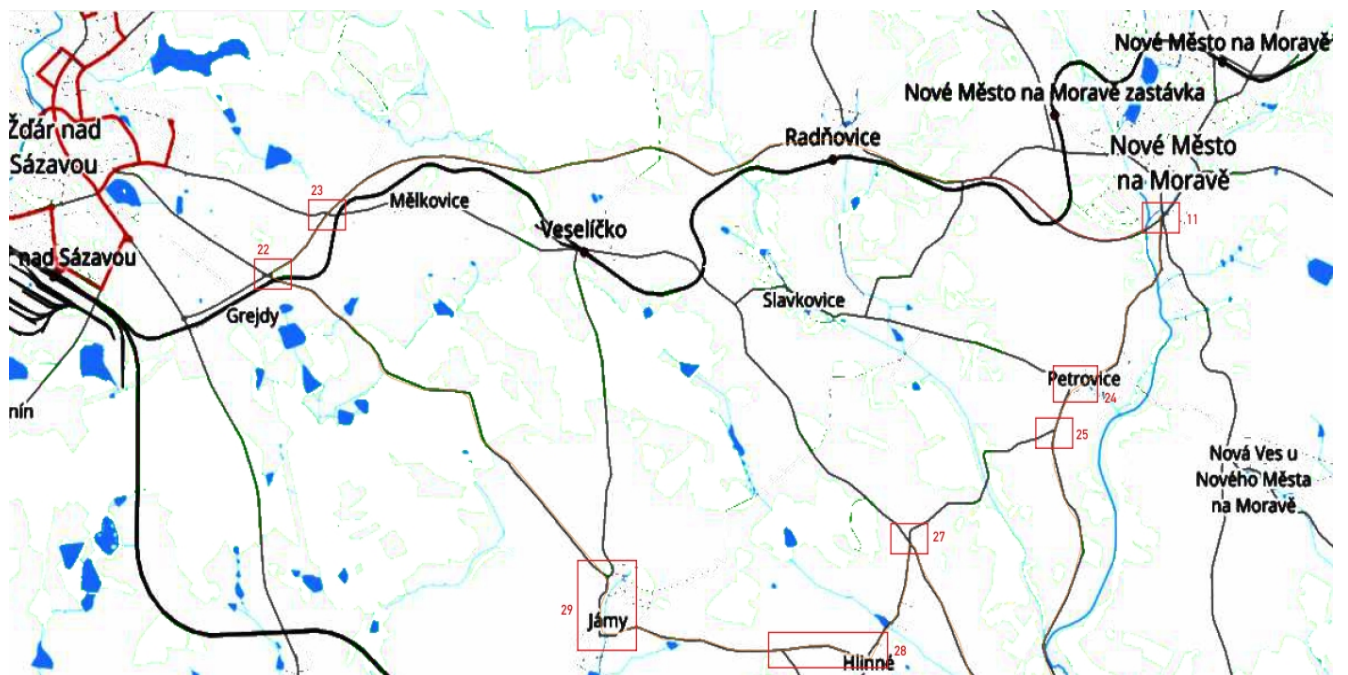 Nové Město na Moravě
Nové Město na Moravě zastávka
Žďár nad
Sázavou
Radňovice
Nové Město
na Moravě
23
Mělkovice
11
Veselíčko
22
nad Sázavou
Slavkovice
Grejdy
Petrovice
24
nín
25
Nová Ves u
Nového Města
na Moravě
27
29
Jámy
28
Hlinné